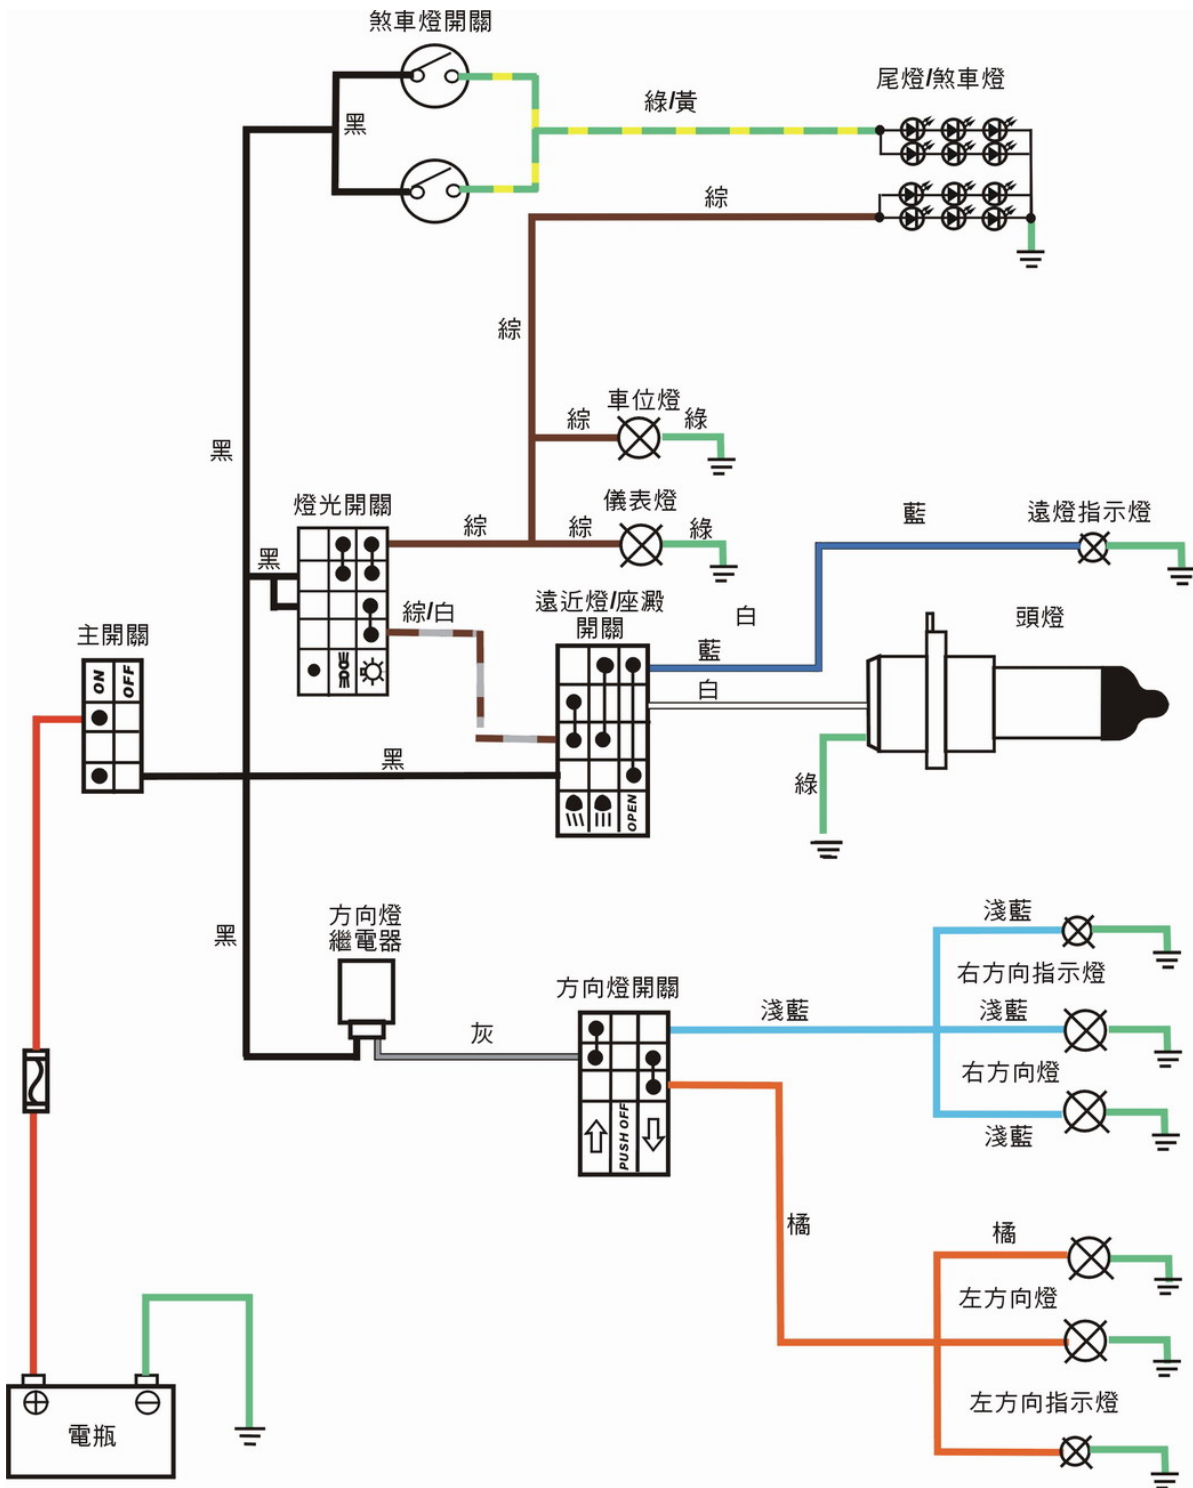 煞車燈開關
尾燈/煞車燈
綠/黃
黑
綜
綜
車位燈
綜
綠
黑
燈光開關
儀表燈
綜
綜
綠
藍
遠燈指示燈
黑
綜/白
遠近燈/座澱
開關
白
頭燈
主開關
藍
白
ON
OFF
黑
綠
OPEN
方向燈
繼電器
黑
淺藍
右方向指示燈
方向燈開關
淺藍
淺藍
灰
右方向燈
PUSH OFF
淺藍
橘
橘
左方向燈
左方向指示燈
電瓶